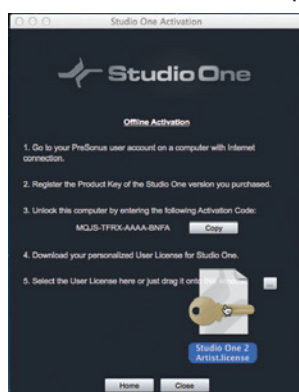 Studio One Activation
Studio One
Offline Activation
1. Go to your PreSonus user account on a computer with Internet
connection.
2. Register the Product Key of the Studio One version you purchased.
3. Unlock this computer by entering the following Activation Code:
MQJS-TFRX-AAAA-BNFA Copy
4. Download your personalized User License for Studio One.
5. Select the User License here or just drag it onto ...
Studio One 2
Artist.license
Home Close